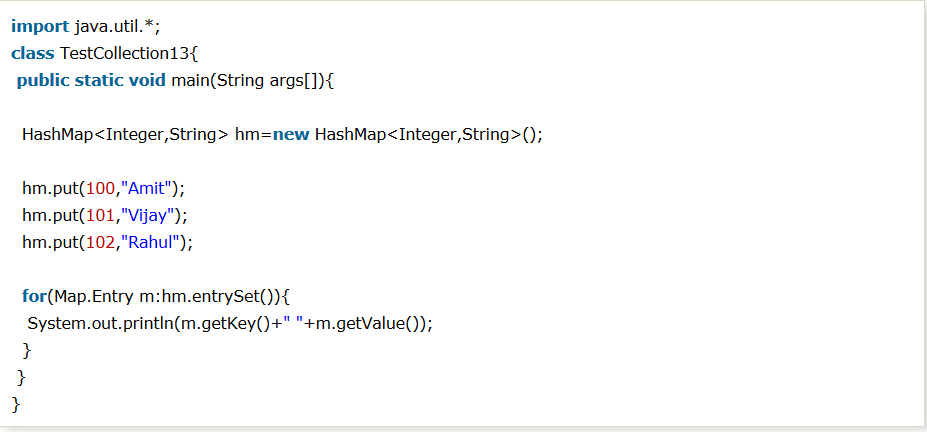 import java.util.*;
class TestCollection13{
public static void main(String args[]){
HashMap<Integer,String> hm=new HashMap<Integer,String>();
hm.put(100,"Amit");
hm.put(101,"Vijay");
hm.put(102,"Rahul");
for(Map.Entry m:hm.entrySet()){
System.out.println(m.getKey()+" "+m.getValue());
}
}
}